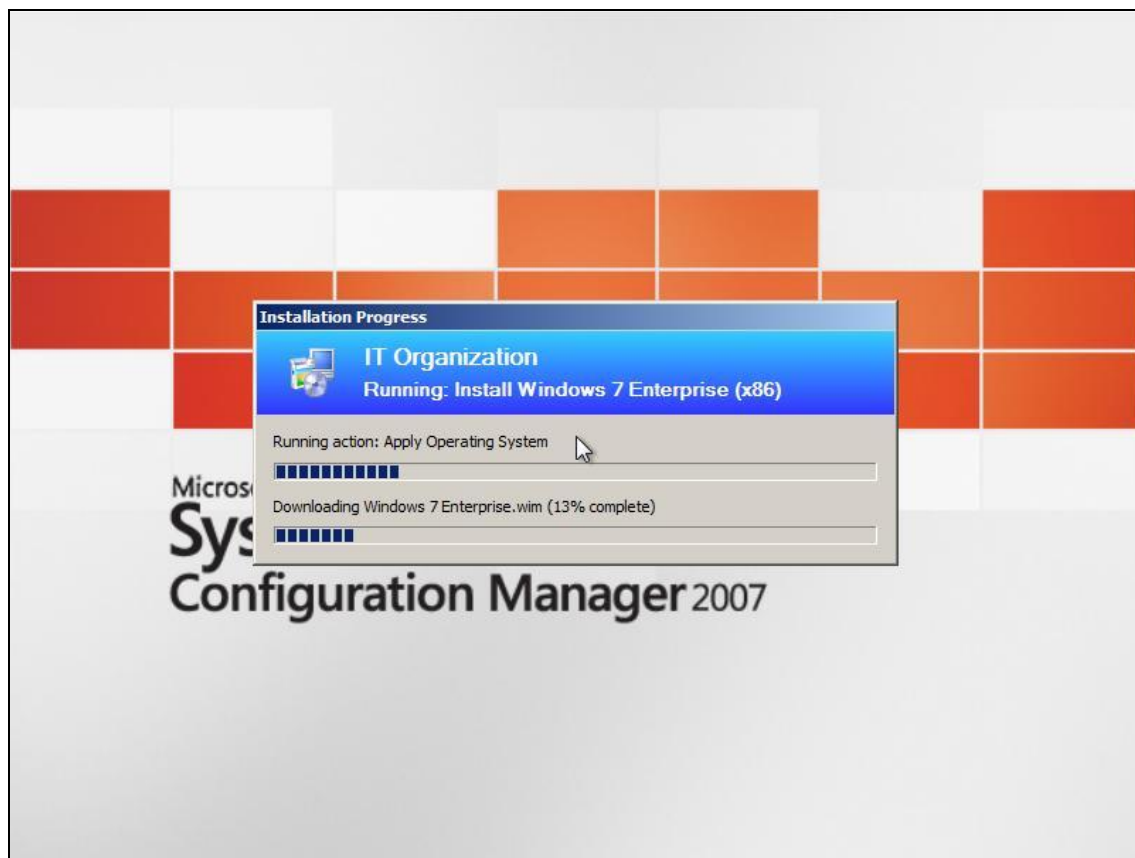 Installation Progress
IT Organization
Running: Install Windows 7 Enterprise (x86)
Running action: Apply Operating System
Downloading Windows 7 Enterprise.wim (13% complete)
Micros
Sys
Configuration Manager 2007